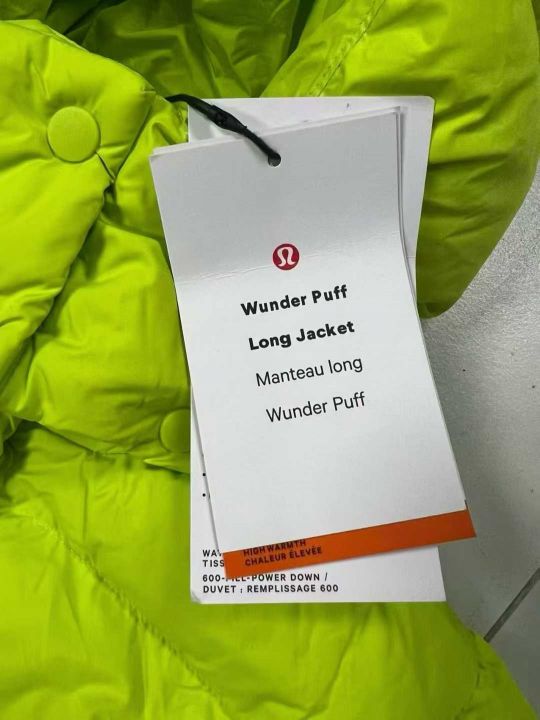 Wunder Puff
Long Jacket
Manteau long
Wunder Puff
HIGH WARMTH
CHALEUR ÉLEVÉE
600-FILL-POWER DOWN /
DUVET : REMPLISSAGE 600